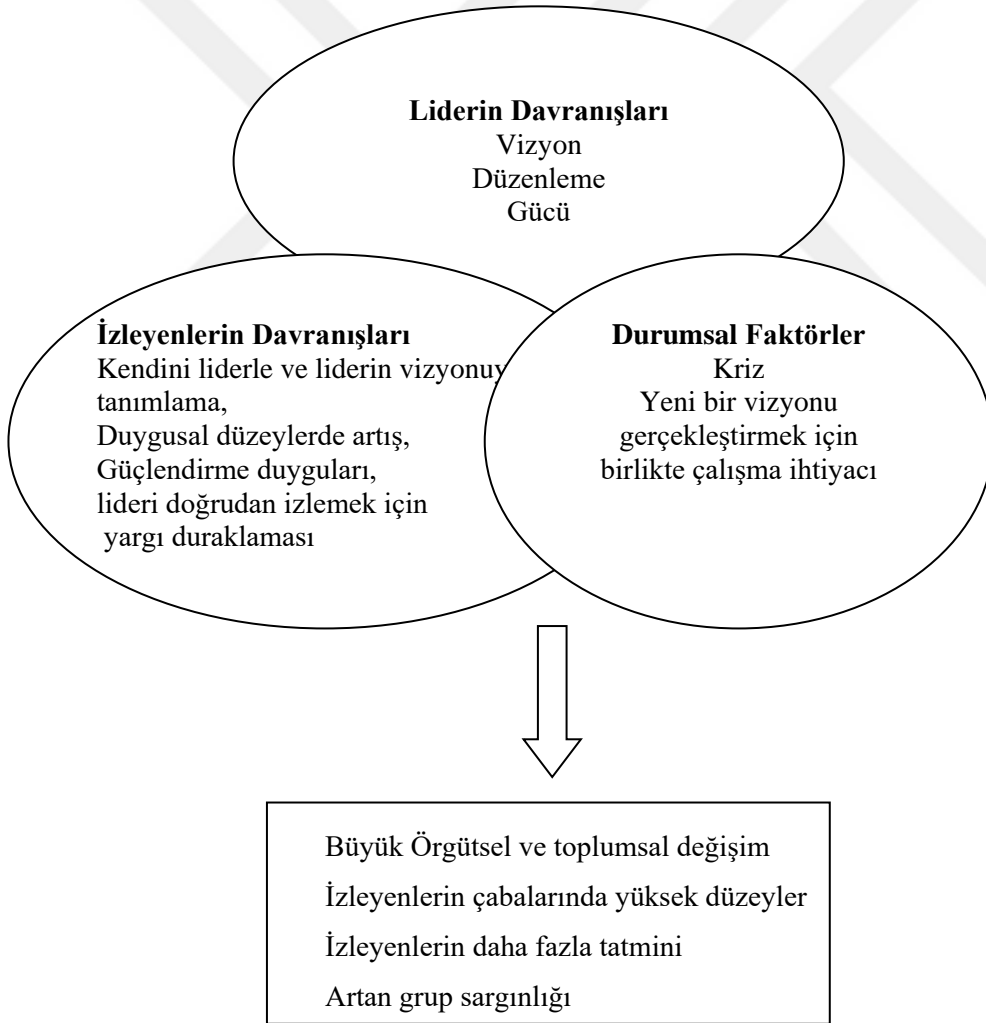 Liderin Davranışları
Vizyon
Düzenleme
Gücü
İzleyenlerin Davranışları
Kendini liderle ve liderin vizyonuy
tanımlama,
Duygusal düzeylerde artış,
Güçlendirme duyguları,
lideri doğrudan izlemek için
yargı duraklaması
Durumsal Faktörler
Kriz
Yeni bir vizyonu
gerçekleştirmek için
birlikte çalışma ihtiyacı
Büyük Örgütsel ve toplumsal değişim
İzleyenlerin çabalarında yüksek düzeyler
İzleyenlerin daha fazla tatmini
Artan grup sargınlığı